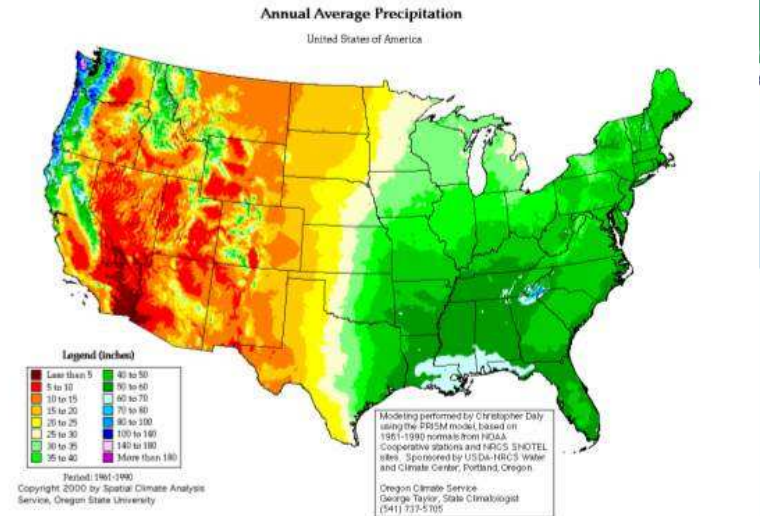 Annual Average Precipitation
United States of America
Legend (inches)
Less than 5
5 to 10
10 to 15
15 to 20
20 to 25
25 to 30
30 to 35
35 to 40
40 to 50
50 to 60
60 to 70
70 to 80
80 to 100
100 to 140
140 to 180
More than 180
Period: 1961-1990
Copyright 2000 by Spatial Climate Analysis
Service, Oregon State University
Modeling performed by Christopher Daly
using the PRISM model, based on
1961-1990 normals from NOAA
Cooperative stations and NRCS SNOTEL
sites. Sponsored by USDA-NRCS Water
and Climate Center, Portland, Oregon.
Oregon Climate Service
George Taylor, State Climatologist
(541) 737-5705